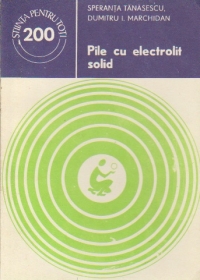 ŞTIINŢA PENTRU TOŢI
200
SPERANŢA TĂNĂSESCU,
DUMITRU I. MARCHIDAN
Pile cu electrolit
solid